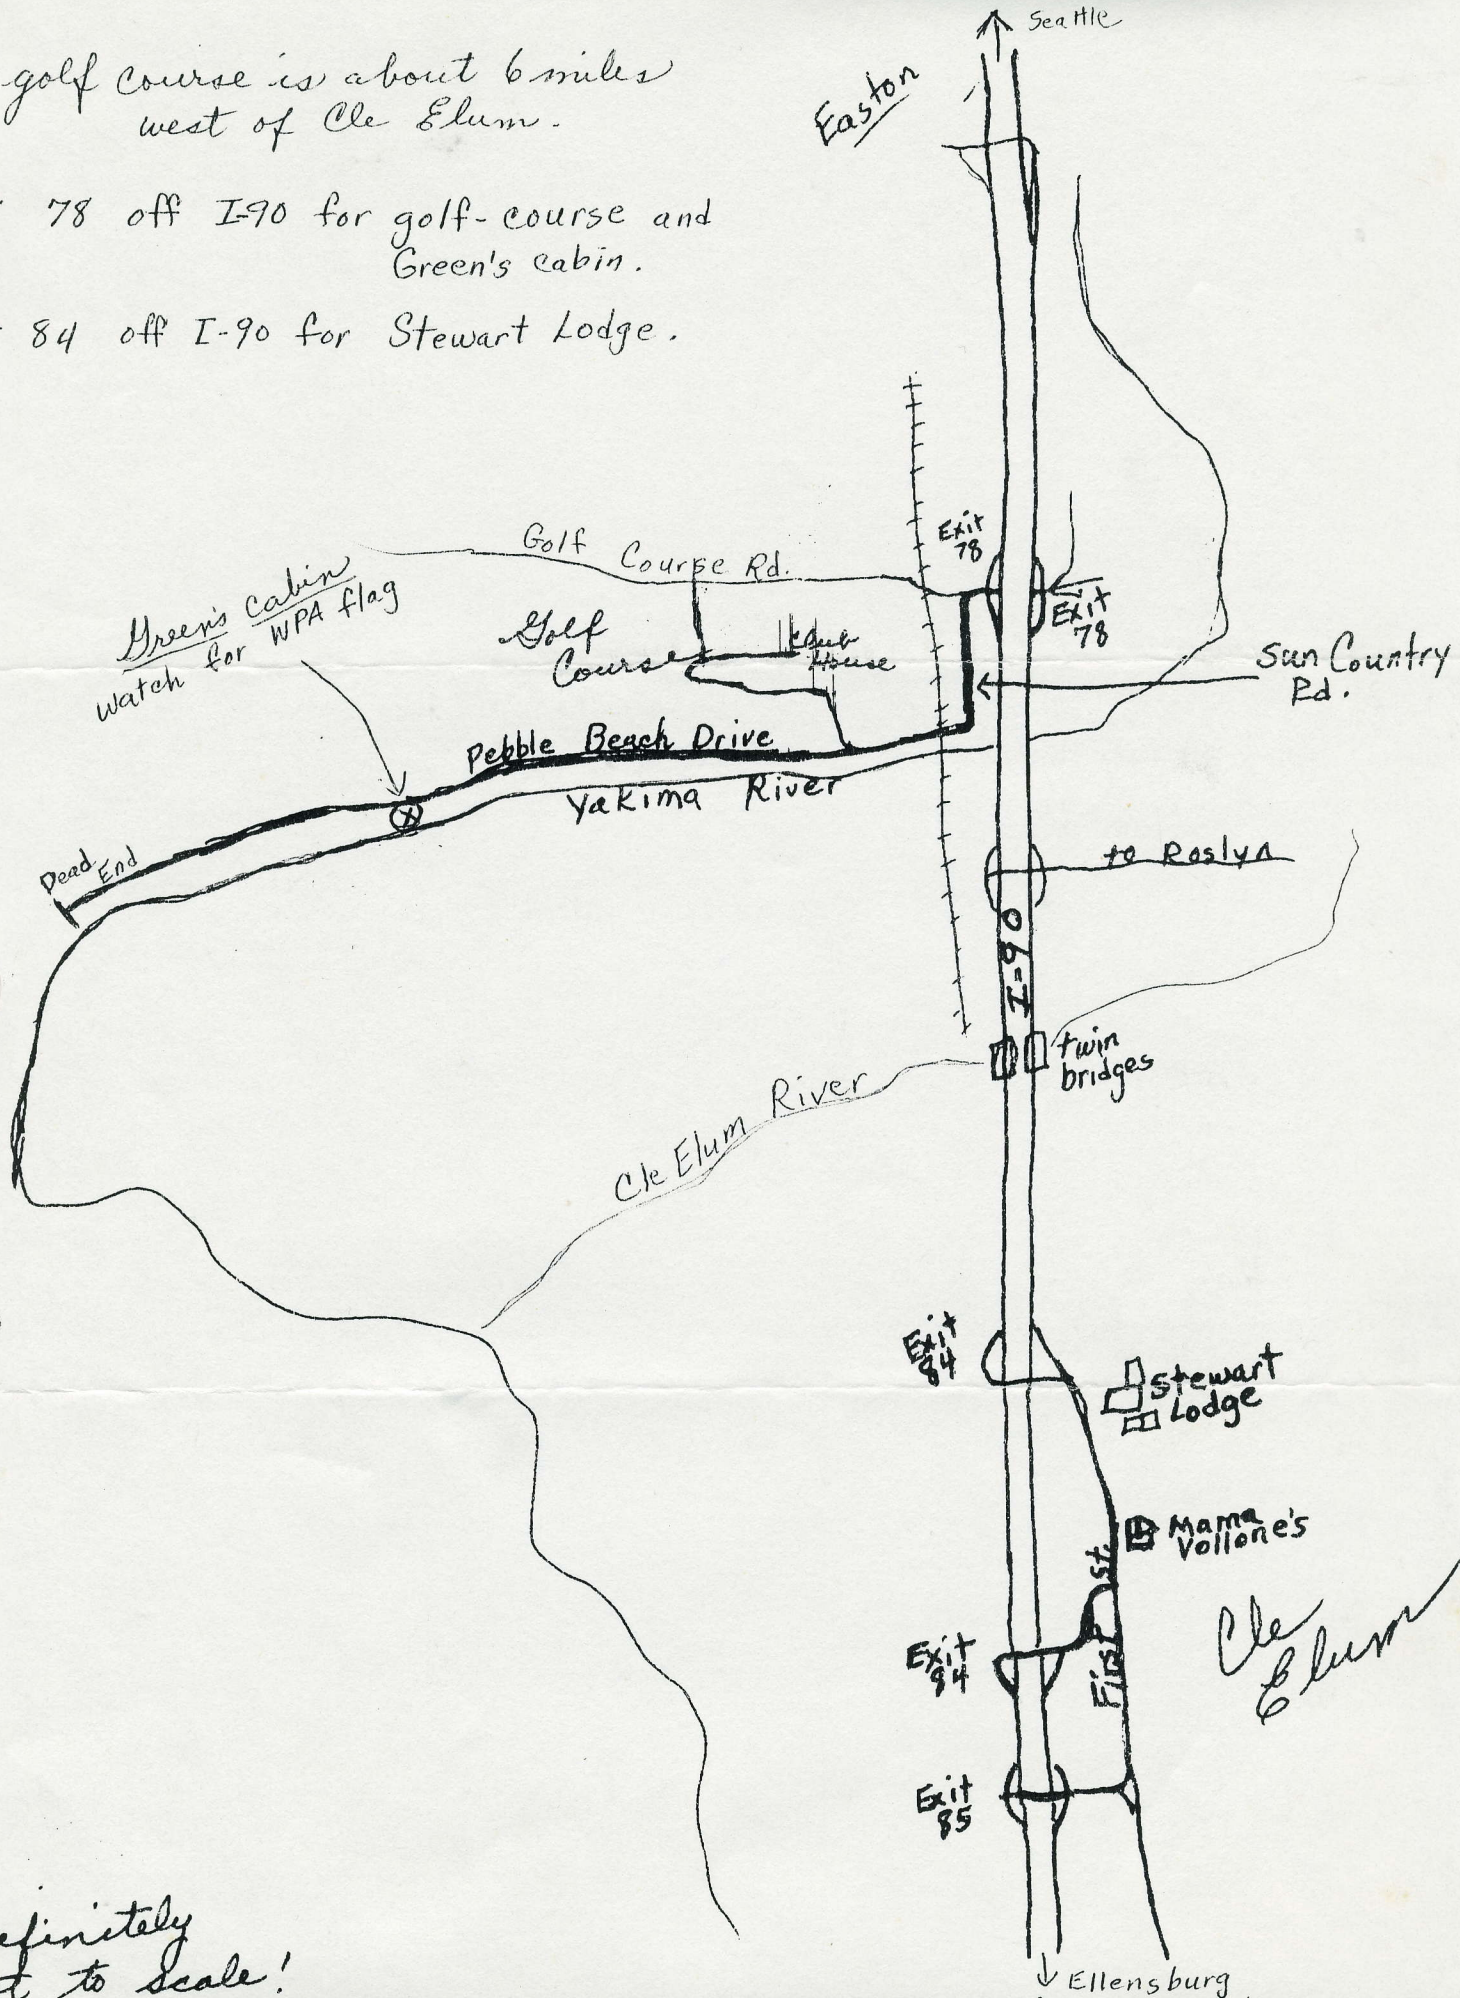 golf course is about 6 miles
west of Cle Elum.
78 off I-90 for golf-course and
Green's cabin.
84 off I-90 for Stewart Lodge.
Seattle
Easton
Golf Course Rd.
Exit
78
Exit
78
Green's cabin
watch for WPA flag
Golf
Course
Club
House
Sun Country
Rd.
Pebble Beach Drive
Yakima River
Dead End
to Roslyn
I-90
twin
bridges
Cle Elum River
Exit
84
Stewart
Lodge
Mama
Vollone's
First St.
Cle
Elum
Exit
84
Exit
85
efinitely
t to scale!
Ellensburg